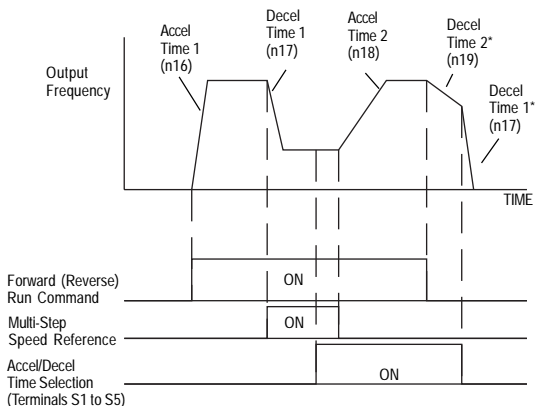 Accel
Time 1
(n16)
Decel
Time 1
(n17)
Accel
Time 2
(n18)
Decel
Time 2*
(n19)
Decel
Time 1*
(n17)
Output
Frequency
TIME
Forward (Reverse)
Run Command
ON
Multi-Step
Speed Reference
ON
Accel/Decel
Time Selection
(Terminals S1 to S5)
ON